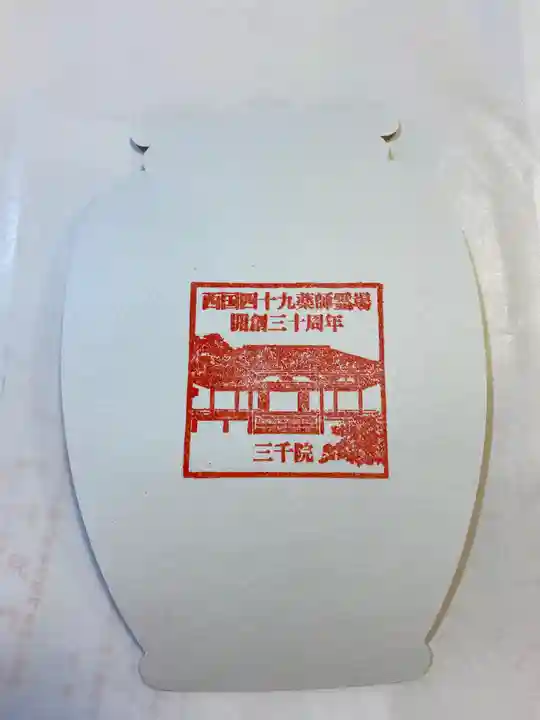 西国四十九薬師霊場
開創三十周年
三千院